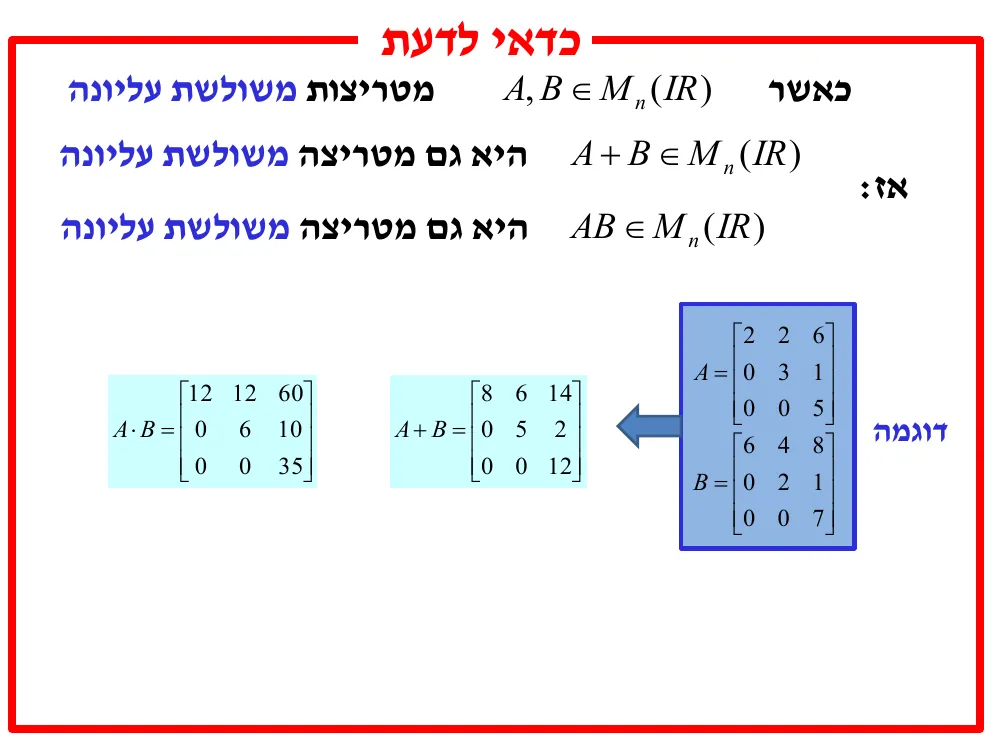 כדאי לדעת
כאשר A, B ∈ M_n (IR) מטריצות משולשת עליונה
אז:
A + B ∈ M_n (IR) היא גם מטריצה משולשת עליונה
AB ∈ M_n (IR) היא גם מטריצה משולשת עליונה
דוגמה
A = [2 2 6
0 3 1
0 0 5]
B = [6 4 8
0 2 1
0 0 7]
A + B = [8 6 14
0 5 2
0 0 12]
A · B = [12 12 60
0 6 10
0 0 35]